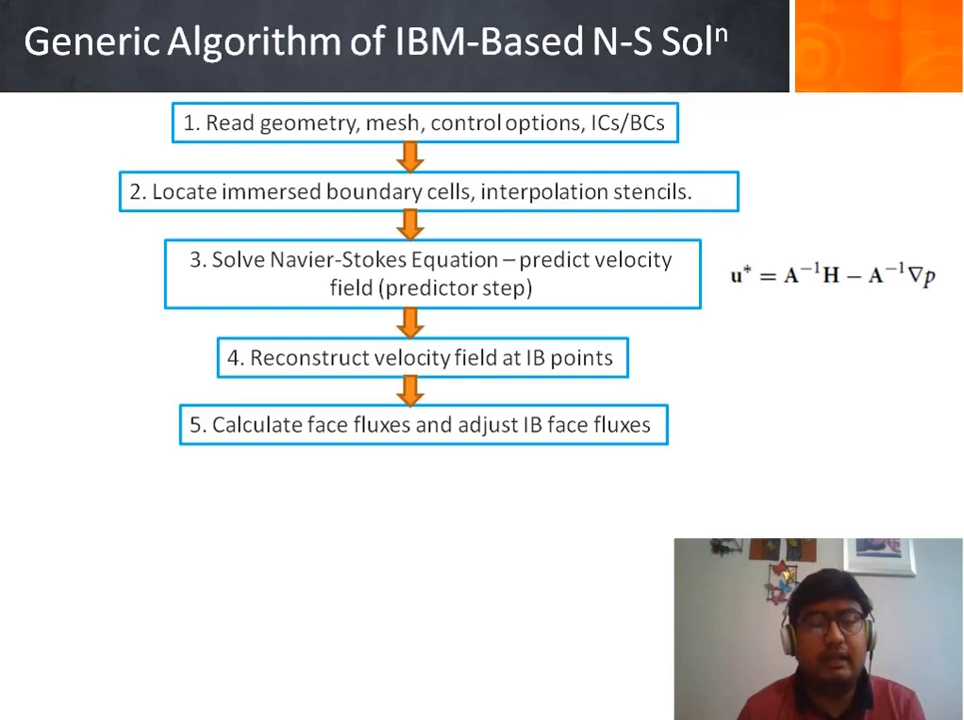 Generic Algorithm of IBM-Based N-S Solⁿ
1. Read geometry, mesh, control options, ICs/BCs
2. Locate immersed boundary cells, interpolation stencils.
3. Solve Navier-Stokes Equation – predict velocity
field (predictor step)
u* = A⁻¹H − A⁻¹∇p
4. Reconstruct velocity field at IB points
5. Calculate face fluxes and adjust IB face fluxes